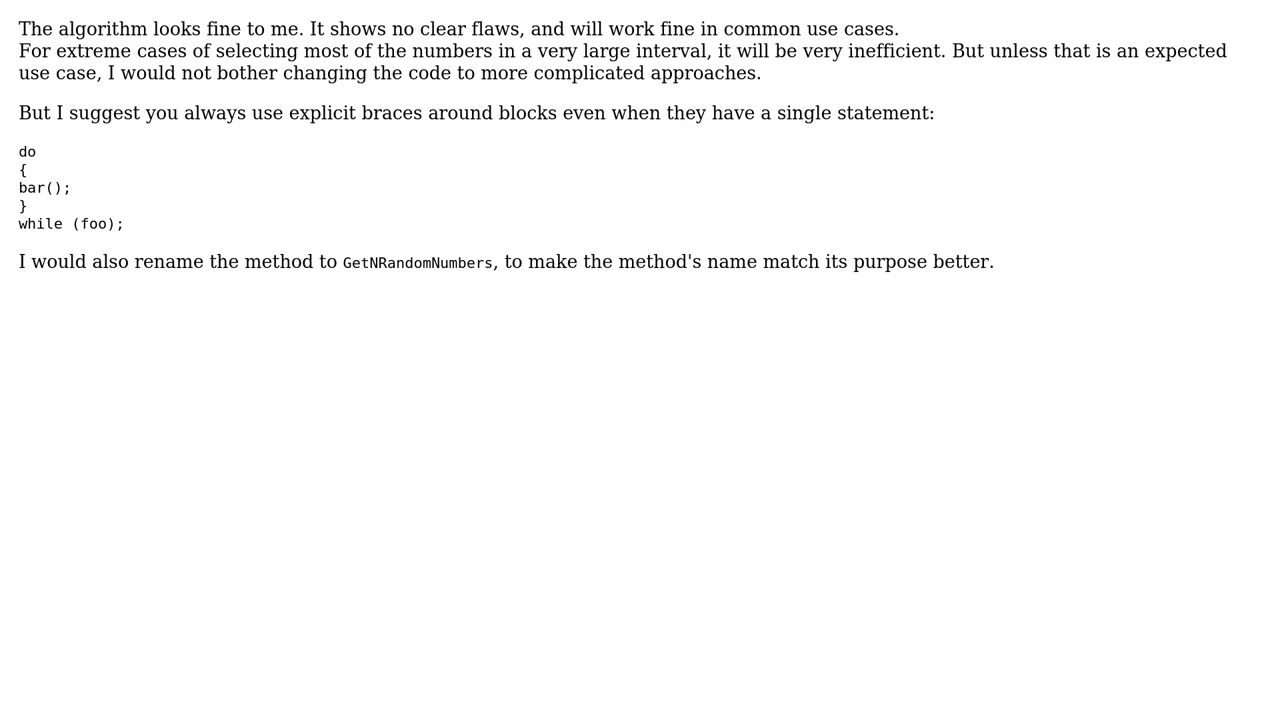 The algorithm looks fine to me. It shows no clear flaws, and will work fine in common use cases.
For extreme cases of selecting most of the numbers in a very large interval, it will be very inefficient. But unless that is an expected
use case, I would not bother changing the code to more complicated approaches.
But I suggest you always use explicit braces around blocks even when they have a single statement:
do
{
bar();
}
while (foo);
I would also rename the method to GetNRandomNumbers, to make the method's name match its purpose better.